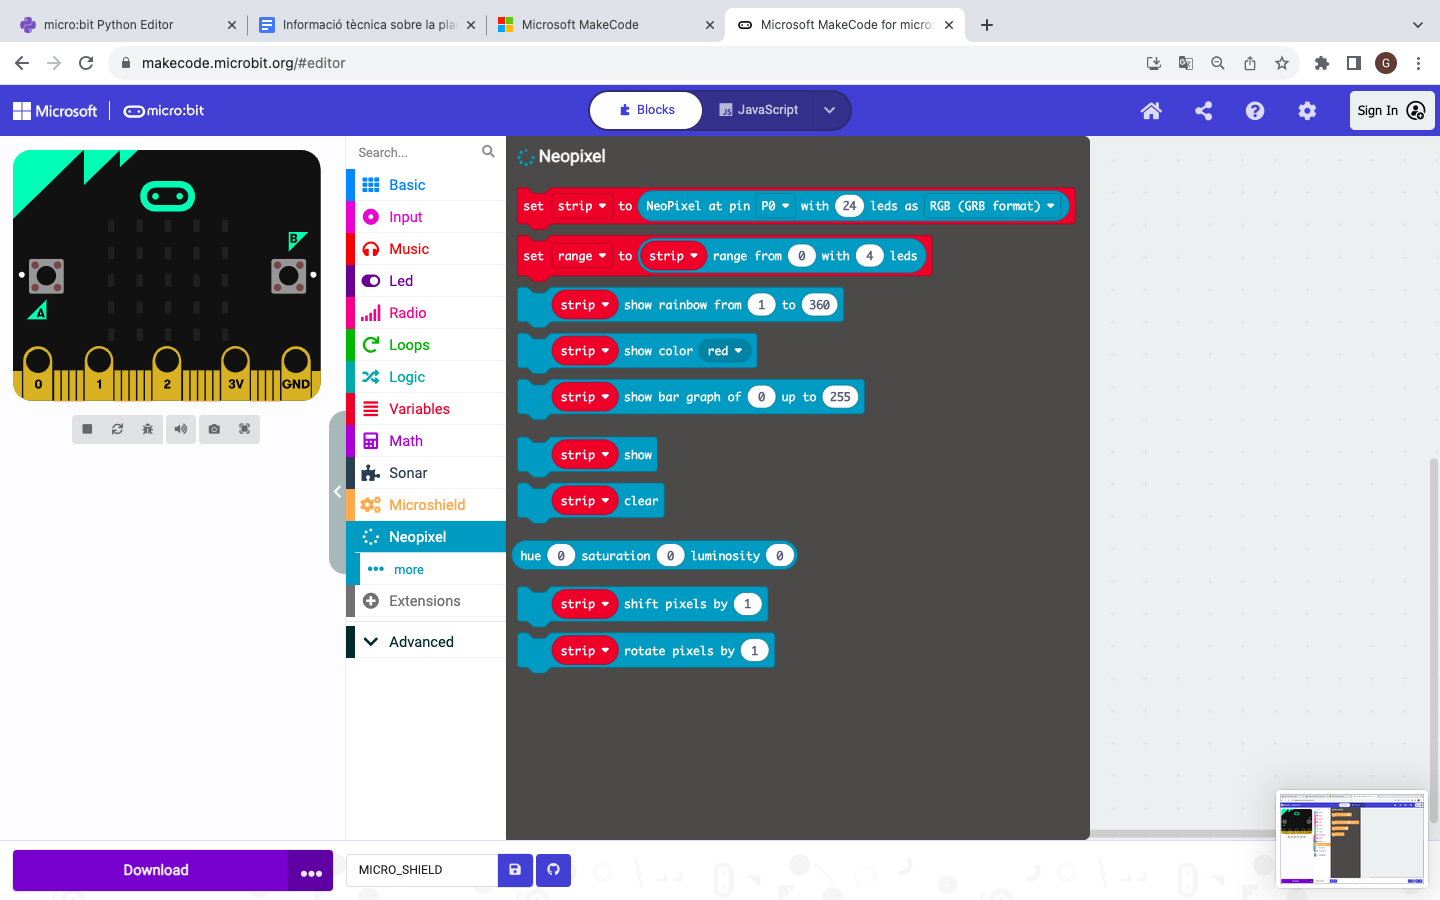 micro:bit Python Editor
Informació tècnica sobre la pla
Microsoft MakeCode
Microsoft MakeCode for micro:
makecode.microbit.org/#editor
G
Microsoft
micro:bit
Blocks
JavaScript
Sign In
Search...
Basic
Input
Music
Led
Radio
Loops
Logic
Variables
Math
Sonar
Microshield
Neopixel
more
Extensions
Advanced
B
A
0 1 2 3V GND
Neopixel
set strip to NeoPixel at pin P0 with 24 leds as RGB (GRB format)
set range to strip range from 0 with 4 leds
strip show rainbow from 1 to 360
strip show color red
strip show bar graph of 0 up to 255
strip show
strip clear
hue 0 saturation 0 luminosity 0
strip shift pixels by 1
strip rotate pixels by 1
Download
MICRO_SHIELD